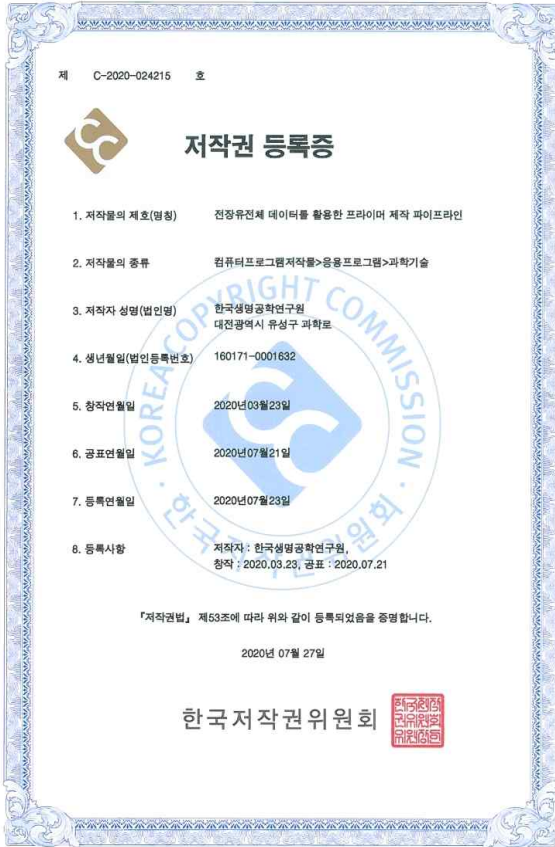 제 C-2020-024215 호
저작권 등록증
1. 저작물의 제호(명칭) 전장유전체 데이터를 활용한 프라이머 제작 파이프라인
2. 저작물의 종류 컴퓨터프로그램저작물>응용프로그램>과학기술
3. 저작자 성명(법인명) 한국생명공학연구원
대전광역시 유성구 과학로
4. 생년월일(법인등록번호) 160171-0001632
5. 창작연월일 2020년03월23일
6. 공표연월일 2020년07월21일
7. 등록연월일 2020년07월23일
8. 등록사항 저작자 : 한국생명공학연구원,
창작 : 2020.03.23, 공표 : 2020.07.21
『저작권법』 제53조에 따라 위와 같이 등록되었음을 증명합니다.
2020년 07월 27일
한국저작권위원회
KOREA COPYRIGHT COMMISSION
한국저작권위원회